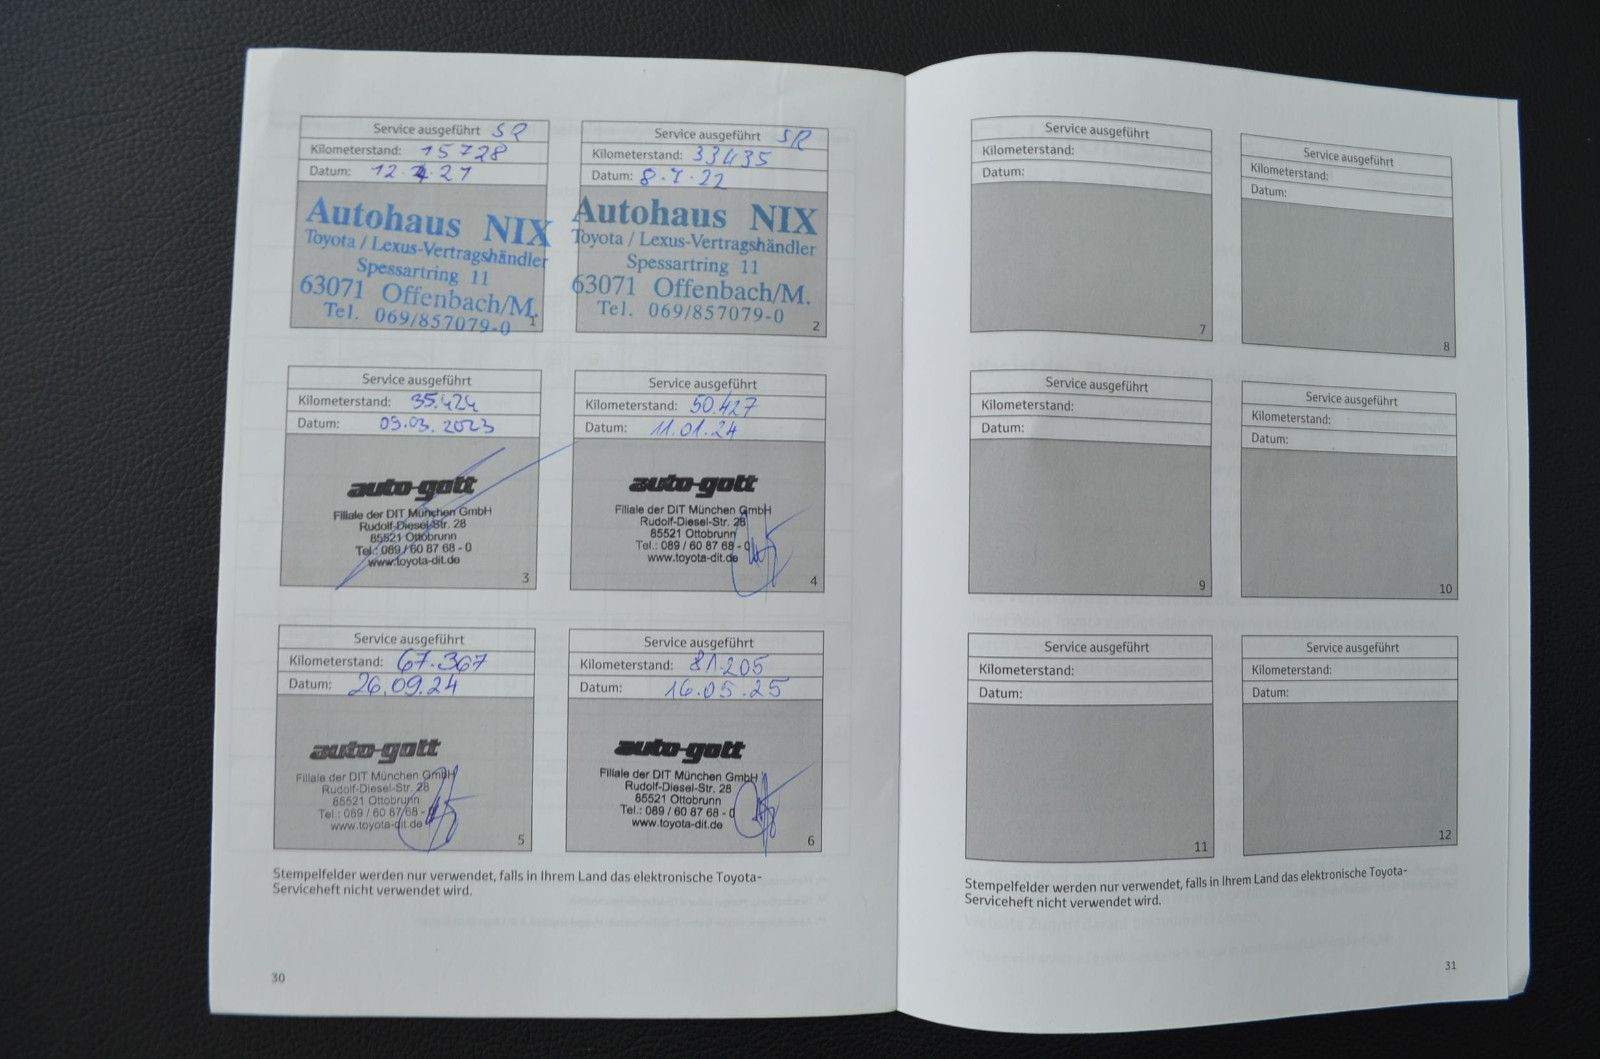 Service ausgeführt SR
Kilometerstand: 15728
Datum:
Autohaus NIX
Toyota / Lexus-Vertragshändler
Spessartring 11
63071 Offenbach/M.
Tel. 069/857079-0
1
Service ausgeführt SR
Kilometerstand: 33435
Datum: 8.7.22
Autohaus NIX
Toyota / Lexus-Vertragshändler
Spessartring 11
63071 Offenbach/M.
Tel. 069/857079-0
2
Service ausgeführt
Kilometerstand: 35.424
Datum: 03.03.2023
auto-gott
Filiale der DIT München GmbH
Rudolf-Diesel-Str. 28
85521 Ottobrunn
Tel.: 089 / 60 87 68 - 0
www.toyota-dit.de
3
Service ausgeführt
Kilometerstand: 50.427
Datum: 11.01.24
auto-gott
Filiale der DIT München GmbH
Rudolf-Diesel-Str. 28
85521 Ottobrunn
Tel.: 089 / 60 87 68 - 0
www.toyota-dit.de
4
Service ausgeführt
Kilometerstand: 67.367
Datum: 26.09.24
auto-gott
Filiale der DIT München GmbH
Rudolf-Diesel-Str. 28
85521 Ottobrunn
Tel.: 089 / 60 87 68 -
www.toyota-dit.de
5
Service ausgeführt
Kilometerstand: 81.205
Datum: 16.05.25
auto-gott
Filiale der DIT München GmbH
Rudolf-Diesel-Str. 28
85521 Ottobrunn
Tel.: 089 / 60 87 68 - 0
www.toyota-dit.de
6
Stempelfelder werden nur verwendet, falls in Ihrem Land das elektronische Toyota-
Serviceheft nicht verwendet wird.
30
Service ausgeführt
Kilometerstand:
Datum:
7
Service ausgeführt
Kilometerstand:
Datum:
8
Service ausgeführt
Kilometerstand:
Datum:
9
Service ausgeführt
Kilometerstand:
Datum:
10
Service ausgeführt
Kilometerstand:
Datum:
11
Service ausgeführt
Kilometerstand:
Datum:
12
Stempelfelder werden nur verwendet, falls in Ihrem Land das elektronische Toyota-
Serviceheft nicht verwendet wird.
31